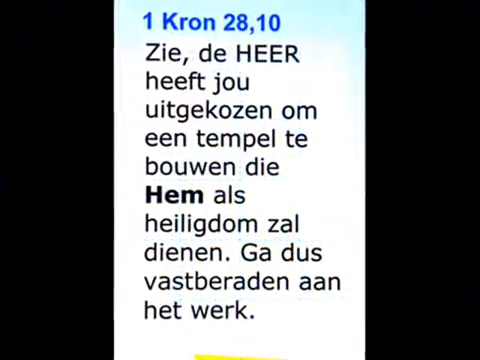 1 Kron 28,10
Zie, de HEER
heeft jou
uitgekozen om
een tempel te
bouwen die
Hem als
heiligdom zal
dienen. Ga dus
vastberaden aan
het werk.